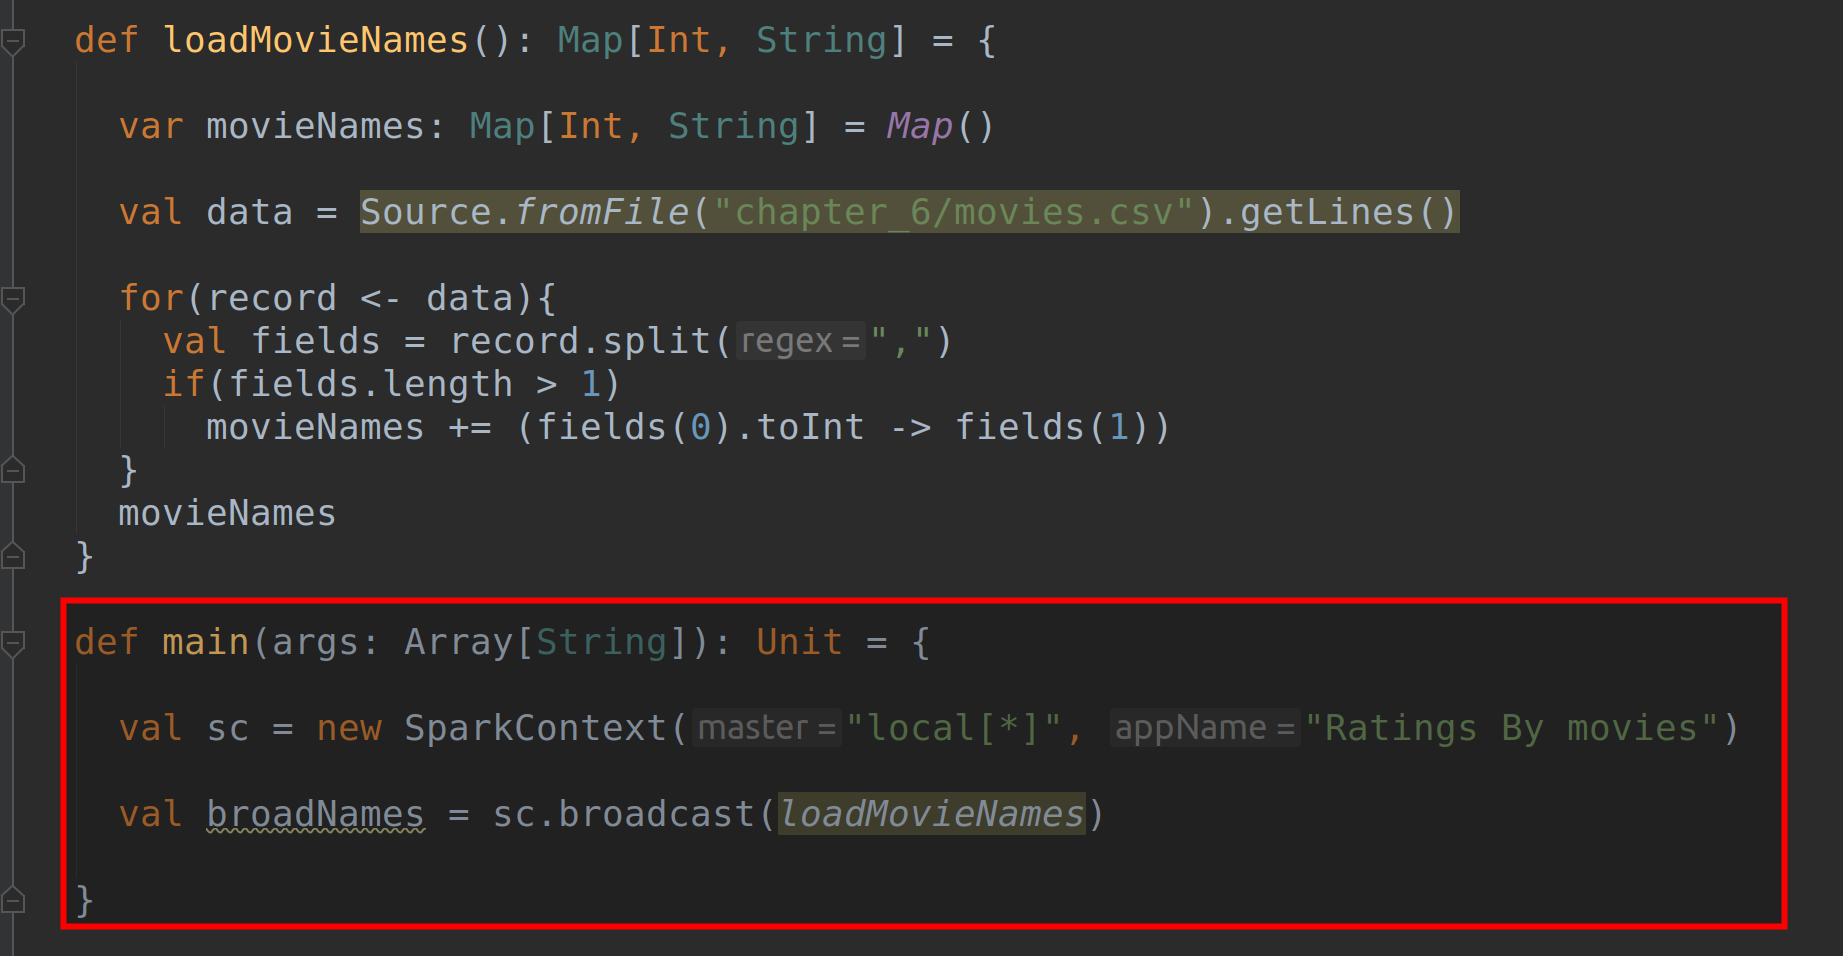 def loadMovieNames(): Map[Int, String] = {
var movieNames: Map[Int, String] = Map()
val data = Source.fromFile("chapter_6/movies.csv").getLines()
for(record <- data){
val fields = record.split( regex = ",")
if(fields.length > 1)
movieNames += (fields(0).toInt -> fields(1))
}
movieNames
}
def main(args: Array[String]): Unit = {
val sc = new SparkContext( master = "local[*]", appName = "Ratings By movies")
val broadNames = sc.broadcast(loadMovieNames)
}